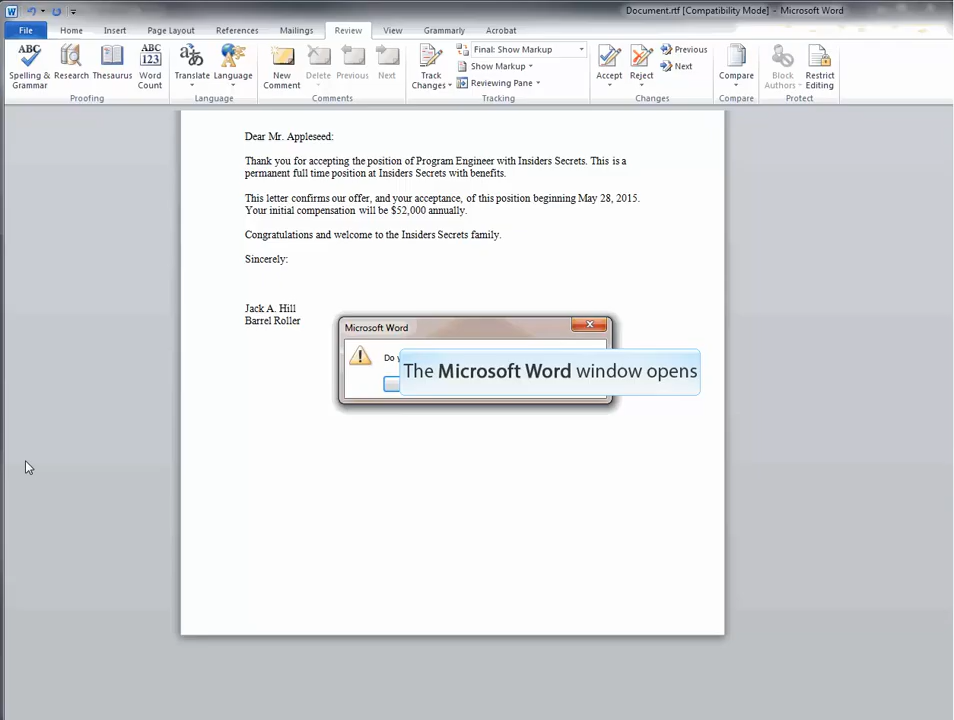 Document.rtf [Compatibility Mode] - Microsoft Word
File Home Insert Page Layout References Mailings Review View Grammarly Acrobat
ABC
Spelling & Grammar
Research
Thesaurus
ABC 123
Word Count
Proofing
Translate
Language
Language
New Comment
Delete
Previous
Next
Comments
Track Changes
Final: Show Markup
Show Markup
Reviewing Pane
Tracking
Accept
Reject
Previous
Next
Changes
Compare
Compare
Block Authors
Restrict Editing
Protect
Dear Mr. Appleseed:
Thank you for accepting the position of Program Engineer with Insiders Secrets. This is a
permanent full time position at Insiders Secrets with benefits.
This letter confirms our offer, and your acceptance, of this position beginning May 28, 2015.
Your initial compensation will be $52,000 annually.
Congratulations and welcome to the Insiders Secrets family.
Sincerely:
Jack A. Hill
Barrel Roller
Microsoft Word
Do
The Microsoft Word window opens